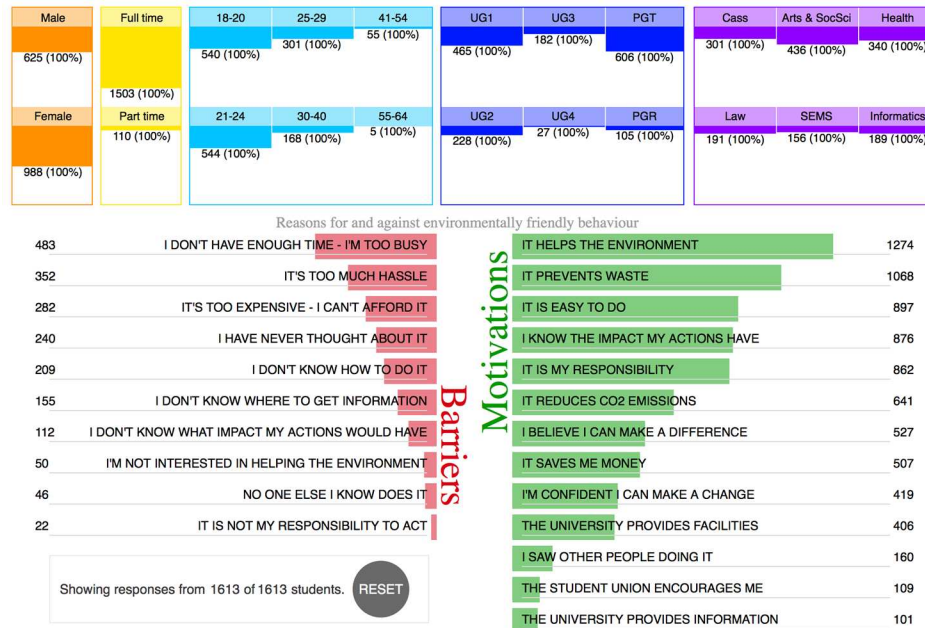 Male
Full time
18-20
25-29
41-54
UG1
UG3
PGT
Cass
Arts & SocSci
Health
625 (100%)
1503 (100%)
540 (100%)
301 (100%)
55 (100%)
465 (100%)
182 (100%)
606 (100%)
301 (100%)
436 (100%)
340 (100%)
Female
Part time
21-24
30-40
55-64
UG2
UG4
PGR
Law
SEMS
Informatics
988 (100%)
110 (100%)
544 (100%)
168 (100%)
5 (100%)
228 (100%)
27 (100%)
105 (100%)
191 (100%)
156 (100%)
189 (100%)
Reasons for and against environmentally friendly behaviour
Barriers
483 I DON'T HAVE ENOUGH TIME - I'M TOO BUSY
352 IT'S TOO MUCH HASSLE
282 IT'S TOO EXPENSIVE - I CAN'T AFFORD IT
240 I HAVE NEVER THOUGHT ABOUT IT
209 I DON'T KNOW HOW TO DO IT
155 I DON'T KNOW WHERE TO GET INFORMATION
112 I DON'T KNOW WHAT IMPACT MY ACTIONS WOULD HAVE
50 I'M NOT INTERESTED IN HELPING THE ENVIRONMENT
46 NO ONE ELSE I KNOW DOES IT
22 IT IS NOT MY RESPONSIBILITY TO ACT
Motivations
IT HELPS THE ENVIRONMENT 1274
IT PREVENTS WASTE 1068
IT IS EASY TO DO 897
I KNOW THE IMPACT MY ACTIONS HAVE 876
IT IS MY RESPONSIBILITY 862
IT REDUCES CO2 EMISSIONS 641
I BELIEVE I CAN MAKE A DIFFERENCE 527
IT SAVES ME MONEY 507
I'M CONFIDENT I CAN MAKE A CHANGE 419
THE UNIVERSITY PROVIDES FACILITIES 406
I SAW OTHER PEOPLE DOING IT 160
THE STUDENT UNION ENCOURAGES ME 109
THE UNIVERSITY PROVIDES INFORMATION 101
Showing responses from 1613 of 1613 students.
RESET